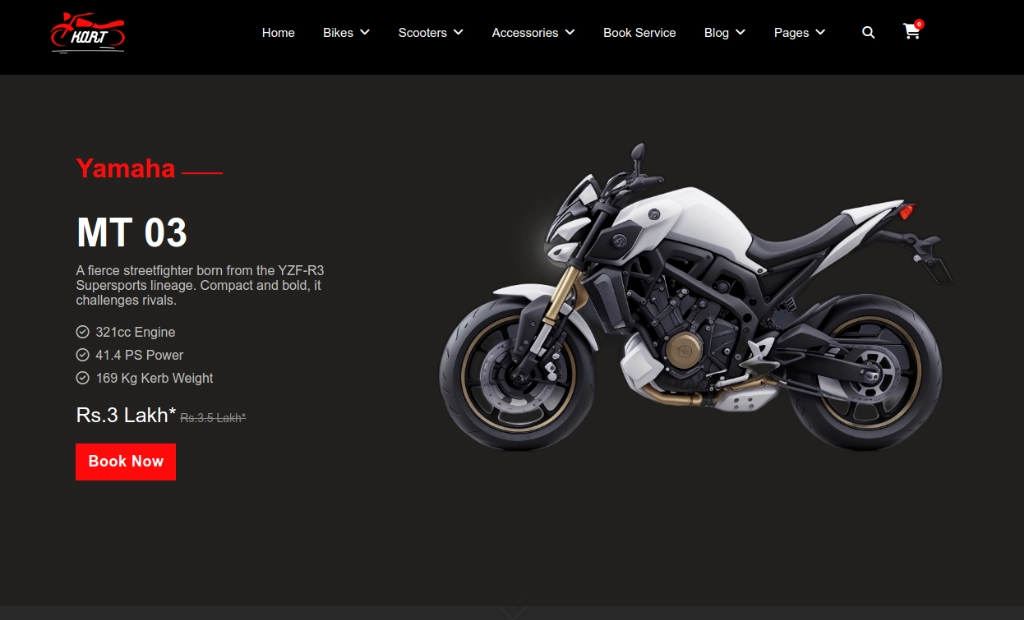 KART
Home
Bikes
Scooters
Accessories
Book Service
Blog
Pages
0
Yamaha
MT 03
A fierce streetfighter born from the YZF-R3
Supersports lineage. Compact and bold, it
challenges rivals.
321cc Engine
41.4 PS Power
169 Kg Kerb Weight
Rs.3 Lakh* Rs.3.5 Lakh*
Book Now